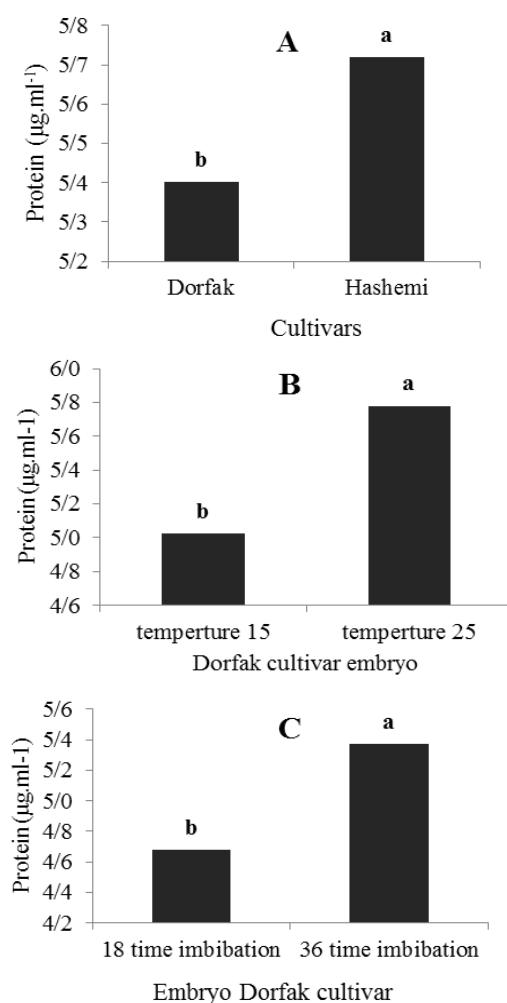 5/8
A
a
5/7
5/6
5/5
b
5/4
5/3
5/2
Protein (µg.ml-1)
Dorfak Hashemi
Cultivars
6/0
B
a
5/8
5/6
5/4
5/2
b
5/0
4/8
4/6
Protein (µg.ml-1)
temperture 15 temperture 25
Dorfak cultivar embryo
5/6
C
a
5/4
5/2
5/0
b
4/8
4/6
4/4
4/2
Protein (µg.ml-1)
18 time imbibation 36 time imbibation
Embryo Dorfak cultivar